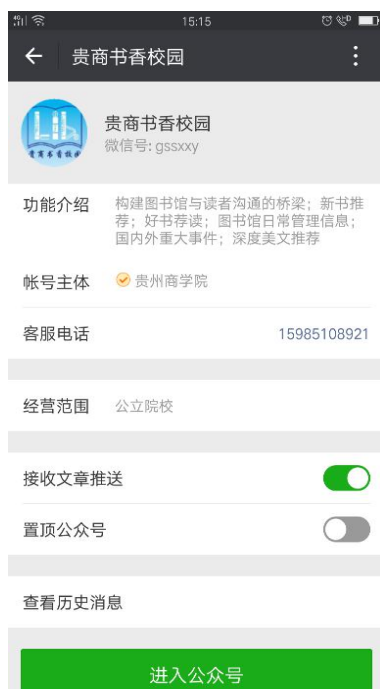 15:15
贵商书香校园
贵商书香校园
微信号: gssxxy
功能介绍 构建图书馆与读者沟通的桥梁；新书推
荐；好书荐读；图书馆日常管理信息；
国内外重大事件；深度美文推荐
帐号主体 贵州商学院
客服电话 15985108921
经营范围 公立院校
接收文章推送
置顶公众号
查看历史消息
进入公众号